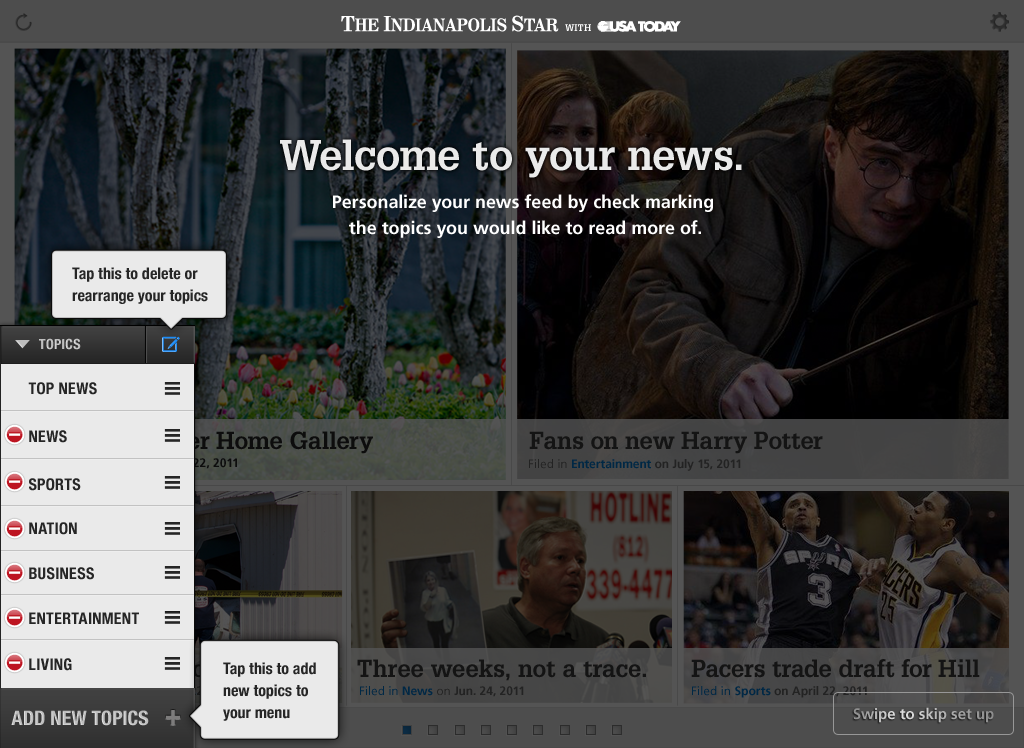 THE INDIANAPOLIS STAR WITH USA TODAY
Welcome to your news.
Personalize your news feed by check marking
the topics you would like to read more of.
Tap this to delete or
rearrange your topics
TOPICS
TOP NEWS
NEWS
SPORTS
NATION
BUSINESS
ENTERTAINMENT
LIVING
ADD NEW TOPICS +
Tap this to add
new topics to
your menu
er Home Gallery
22, 2011
Fans on new Harry Potter
Filed in Entertainment on July 15, 2011
HOTLINE
(812)
339-4477
Three weeks, not a trace.
Filed in News on Jun. 24, 2011
SPURS
3
PACERS
25
Pacers trade draft for Hill
Filed in Sports on April 22, 2011
Swipe to skip set up